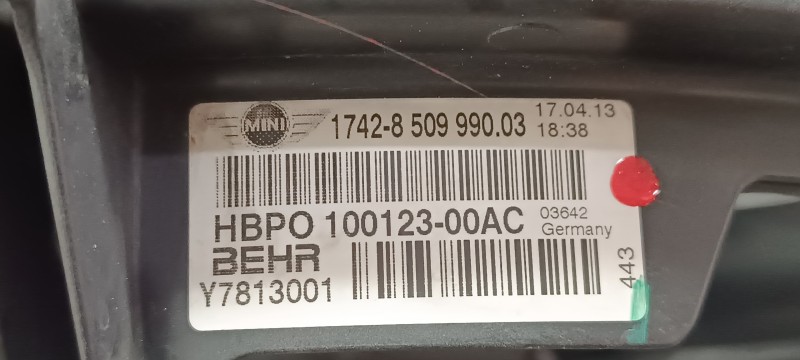 MINI 1742-8 509 990.03 17.04.13
18:38
HBPO 100123-00AC 03642
Germany
BEHR
Y7813001
443